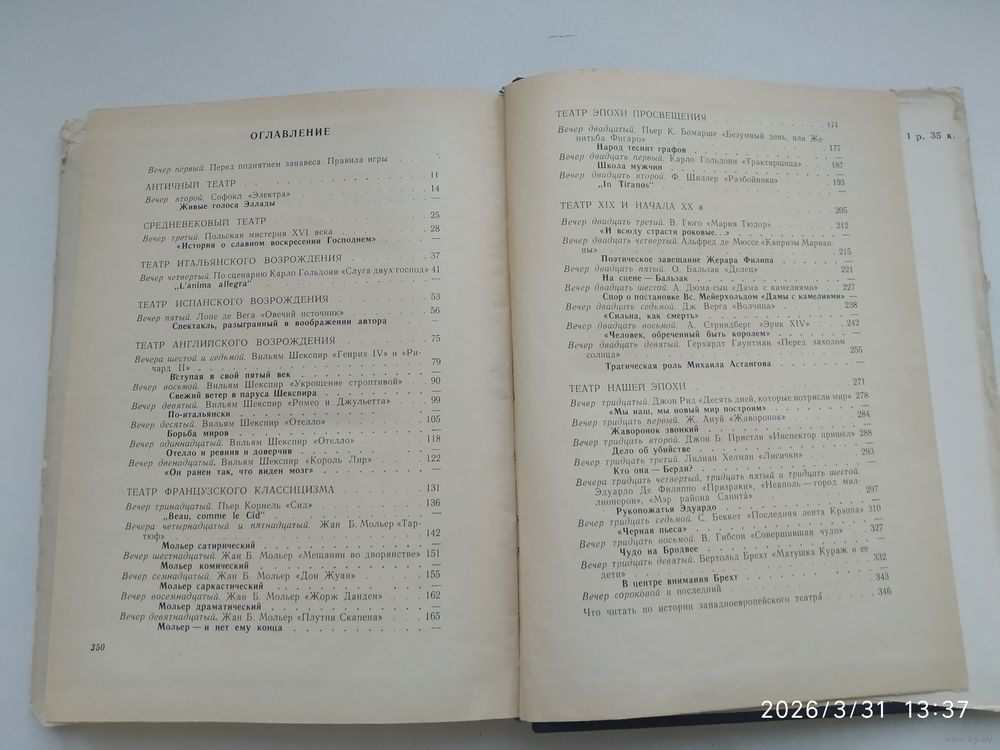 ОГЛАВЛЕНИЕ
Вечер первый. Перед поднятием занавеса. Правила игры . . .
АНТИЧНЫЙ ТЕАТР . . . 11
Вечер второй. Софокл «Электра» . . . 14
Живые голоса Эллады . . . —
СРЕДНЕВЕКОВЫЙ ТЕАТР . . . 25
Вечер третий. Польская мистерия XVI века . . . 28
«История о славном воскресении Господнем» . . . —
ТЕАТР ИТАЛЬЯНСКОГО ВОЗРОЖДЕНИЯ . . . 37
Вечер четвертый. По сценарию Карло Гольдони «Слуга двух господ» 41
„L'anima allegra“ . . . —
ТЕАТР ИСПАНСКОГО ВОЗРОЖДЕНИЯ . . . 53
Вечер пятый. Лопе де Вега «Овечий источник» . . . 56
Спектакль, разыгранный в воображении автора . . . —
ТЕАТР АНГЛИЙСКОГО ВОЗРОЖДЕНИЯ . . . 75
Вечера шестой и седьмой. Вильям Шекспир «Генрих IV» и «Ри-
чард II» . . . 79
Вступая в свой пятый век . . . —
Вечер восьмой. Вильям Шекспир «Укрощение строптивой» . . . 90
Свежий ветер в паруса Шекспира . . . —
Вечер девятый. Вильям Шекспир «Ромео и Джульетта» . . . 99
По-итальянски . . . —
Вечер десятый. Вильям Шекспир «Отелло» . . . 105
Борьба миров . . . —
Вечер одиннадцатый. Вильям Шекспир «Отелло» . . . 118
Отелло и ревнив и доверчив . . . —
Вечер двенадцатый. Вильям Шекспир «Король Лир» . . . 122
«Он ранен так, что виден мозг» . . . —
ТЕАТР ФРАНЦУЗСКОГО КЛАССИЦИЗМА . . . 131
Вечер тринадцатый. Пьер Корнель «Сид» . . . 136
„Beau, comme le Cid“ . . . —
Вечера четырнадцатый и пятнадцатый. Жан Б. Мольер «Тар-
тюф» . . . 142
Мольер сатирический . . . —
Вечер шестнадцатый. Жан Б. Мольер «Мещанин во дворянстве» 151
Мольер комический . . . —
Вечер семнадцатый. Жан Б. Мольер «Дон Жуан» . . . 155
Мольер саркастический . . . —
Вечер восемнадцатый. Жан Б. Мольер «Жорж Данден» . . . 162
Мольер драматический . . . —
Вечер девятнадцатый. Жан Б. Мольер «Плутни Скапена» . . . 165
Мольер — и нет ему конца . . . —
350
ТЕАТР ЭПОХИ ПРОСВЕЩЕНИЯ . . . 171
Вечер двадцатый. Пьер К. Бомарше «Безумный день, или Же-
нитьба Фигаро» . . . 177
Народ теснит графов . . . —
Вечер двадцать первый. Карло Гольдони «Трактирщица» . . . 187
Школа мужчин . . . —
Вечер двадцать второй. Ф. Шиллер «Разбойники» . . . 193
„In Tiranos“ . . . —
ТЕАТР XIX И НАЧАЛА XX в. . . . 205
Вечер двадцать третий. В. Гюго «Мария Тюдор» . . . 212
«И всюду страсти роковые...» . . . —
Вечер двадцать четвертый. Альфред де Мюссе «Капризы Мариан-
ны» . . . 215
Поэтическое завещание Жерара Филипа . . . —
Вечер двадцать пятый. О. Бальзак «Делец» . . . 221
На сцене — Бальзак . . . —
Вечер двадцать шестой. А. Дюма-сын «Дама с камелиями» . . . 227
Спор о постановке Вс. Мейерхольдом «Дамы с камелиями» —
Вечер двадцать седьмой. Дж. Верга «Волчица» . . . 238
«Сильна, как смерть» . . . —
Вечер двадцать восьмой. А. Стриндберг «Эрик XIV» . . . 242
«Человек, обреченный быть королем» . . . —
Вечер двадцать девятый. Герхардт Гауптман «Перед заходом
солнца» . . . 255
Трагическая роль Михаила Астангова . . . —
ТЕАТР НАШЕЙ ЭПОХИ . . . 271
Вечер тридцатый. Джон Рид «Десять дней, которые потрясли мир» 278
«Мы наш, мы новый мир построим» . . . —
Вечер тридцать первый. Ж. Ануй «Жаворонок» . . . 284
Жаворонок звонкий . . . —
Вечер тридцать второй. Джон Б. Пристли «Инспектор пришел» 288
Дело об убийстве . . . —
Вечер тридцать третий. Лилиан Хелман «Лисички» . . . 293
Кто она — Берди? . . . —
Вечера тридцать четвертый, тридцать пятый и тридцать шестой.
Эдуардо Де Филиппо «Призраки», «Неаполь — город мил-
лионеров», «Мэр района Санита» . . . 297
Рукопожатья Эдуардо . . . —
Вечер тридцать седьмой. С. Беккет «Последняя лента Крэппа» 310
«Черная пьеса» . . . —
Вечер тридцать восьмой. В. Гибсон «Совершившая чудо» . . . 327
Чудо на Бродвее . . . —
Вечер тридцать девятый. Бертольд Брехт «Матушка Кураж и ее
дети» . . . 332
В центре внимания Брехт . . . —
Вечер сороковой и последний . . . 343
Что читать по истории западноевропейского театра . . . 346
1 р. 35 к.
2026/3/31 13:37
www.ay.by